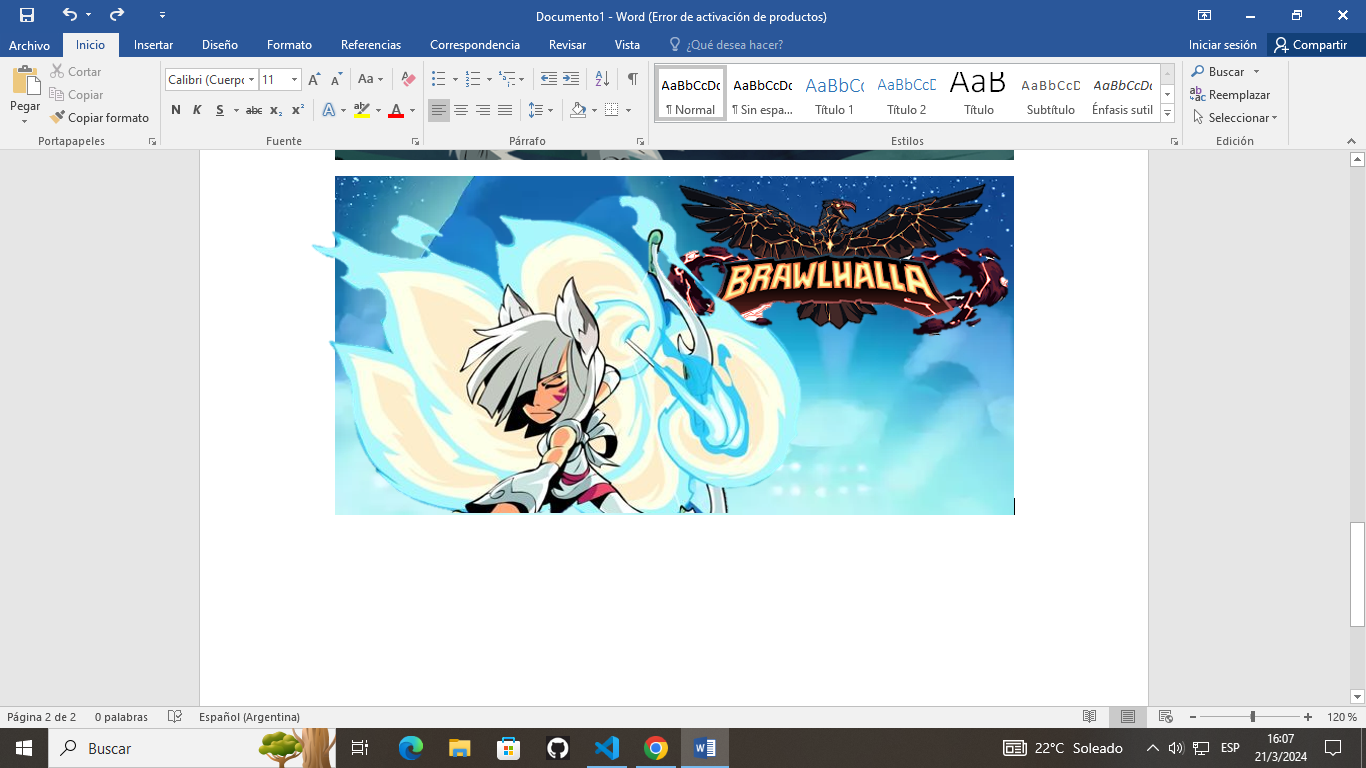 Documento1 - Word (Error de activación de productos)
Archivo Inicio Insertar Diseño Formato Referencias Correspondencia Revisar Vista ¿Qué desea hacer? Iniciar sesión Compartir
Pegar
Cortar
Copiar
Copiar formato
Portapapeles
Calibri (Cuerpo 11 Aa
N K S abc x₂ x² A ab A
Fuente
Párrafo
AaBbCcDc AaBbCcDc AaBbCc AaBbCcD AaB AaBbCcD AaBbCcDc
¶ Normal ¶ Sin espa... Título 1 Título 2 Título Subtítulo Énfasis sutil
Estilos
Buscar
Reemplazar
Seleccionar
Edición
BRAWLHALLA
Página 2 de 2 0 palabras Español (Argentina) 120 %
Buscar
22°C Soleado
ESP
16:07
21/3/2024